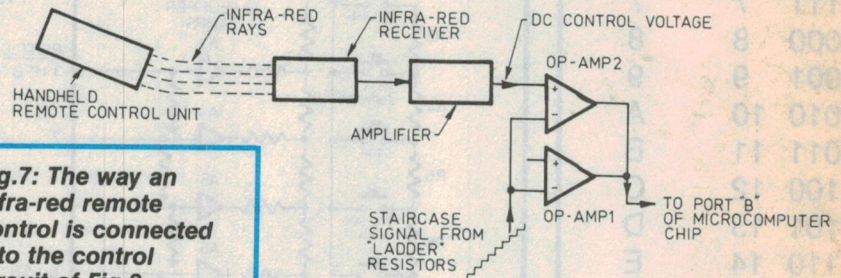 INFRA-RED
RAYS
INFRA-RED
RECEIVER
DC CONTROL VOLTAGE
OP-AMP2
HANDHELD
REMOTE CONTROL UNIT
AMPLIFIER
+
−
+
−
OP-AMP1
STAIRCASE
SIGNAL FROM
"LADDER"
RESISTORS
TO PORT "B"
OF MICROCOMPUTER
CHIP
g.7: The way an
fra-red remote
ontrol is connected
to the control